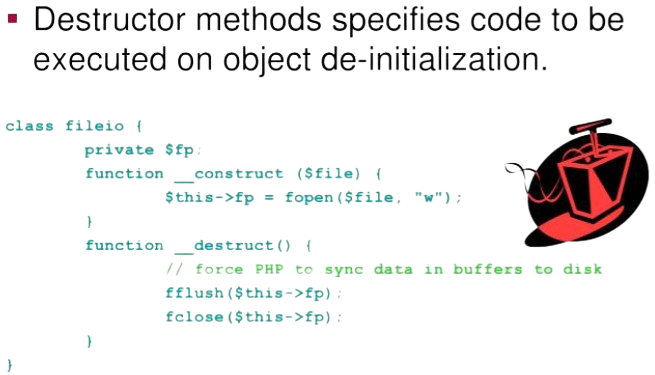 Destructor methods specifies code to be
executed on object de-initialization.
class fileio {
private $fp;
function __construct ($file) {
$this->fp = fopen($file, "w");
}
function __destruct() {
// force PHP to sync data in buffers to disk
fflush($this->fp);
fclose($this->fp);
}
}